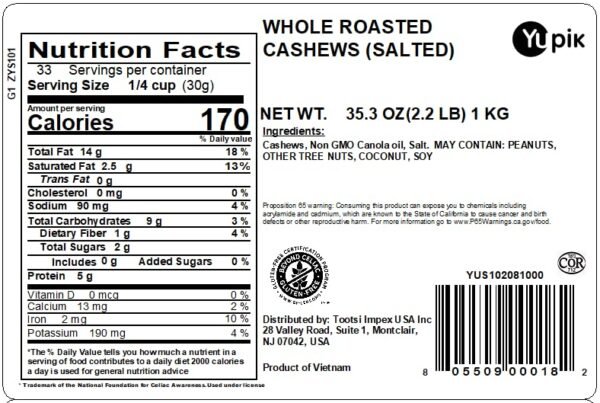 G1 ZYS101
Nutrition Facts
33 Servings per container
Serving Size 1/4 cup (30g)
Amount per serving
Calories 170
% Daily value
Total Fat 14 g 18 %
Saturated Fat 2.5 g 13%
Trans Fat 0 g
Cholesterol 0 mg 0 %
Sodium 90 mg 4 %
Total Carbohydrates 9 g 3 %
Dietary Fiber 1 g 4 %
Total Sugars 2 g
Includes 0 g Added Sugars 0 %
Protein 5 g
Vitamin D 0 mcg 0 %
Calcium 13 mg 2 %
Iron 2 mg 10 %
Potassium 190 mg 4 %
*The % Daily Value tells you how much a nutrient in a
serving of food contributes to a daily diet 2000 calories
a day is used for general nutrition advice
* Trademark of the National Foundation for Celiac Awareness.Used under license
WHOLE ROASTED
CASHEWS (SALTED)
Yupik
NET WT. 35.3 OZ(2.2 LB) 1 KG
Ingredients:
Cashews, Non GMO Canola oil, Salt. MAY CONTAIN: PEANUTS,
OTHER TREE NUTS, COCONUT, SOY
Proposition 65 warning: Consuming this product can expose you to chemicals including
acrylamide and cadmium, which are known to the State of California to cause cancer and birth
defects or other reproductive harm. For more information go to www.P65Warnings.ca.gov/food.
GLUTEN-FREE CERTIFICATION PROGRAM
BEYOND CELIAC
GLUTEN-FREE
COR
YUS102081000
Distributed by: Tootsi Impex USA Inc
28 Valley Road, Suite 1, Montclair,
NJ 07042, USA
Product of Vietnam
8 05509 00018 2